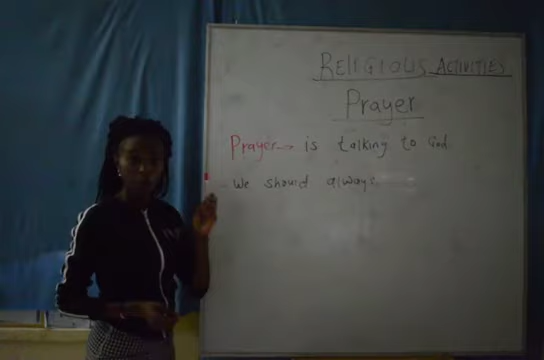 RELIGIOUS ACTIVITIES
Prayer
Prayer → is talking to God
- We should always